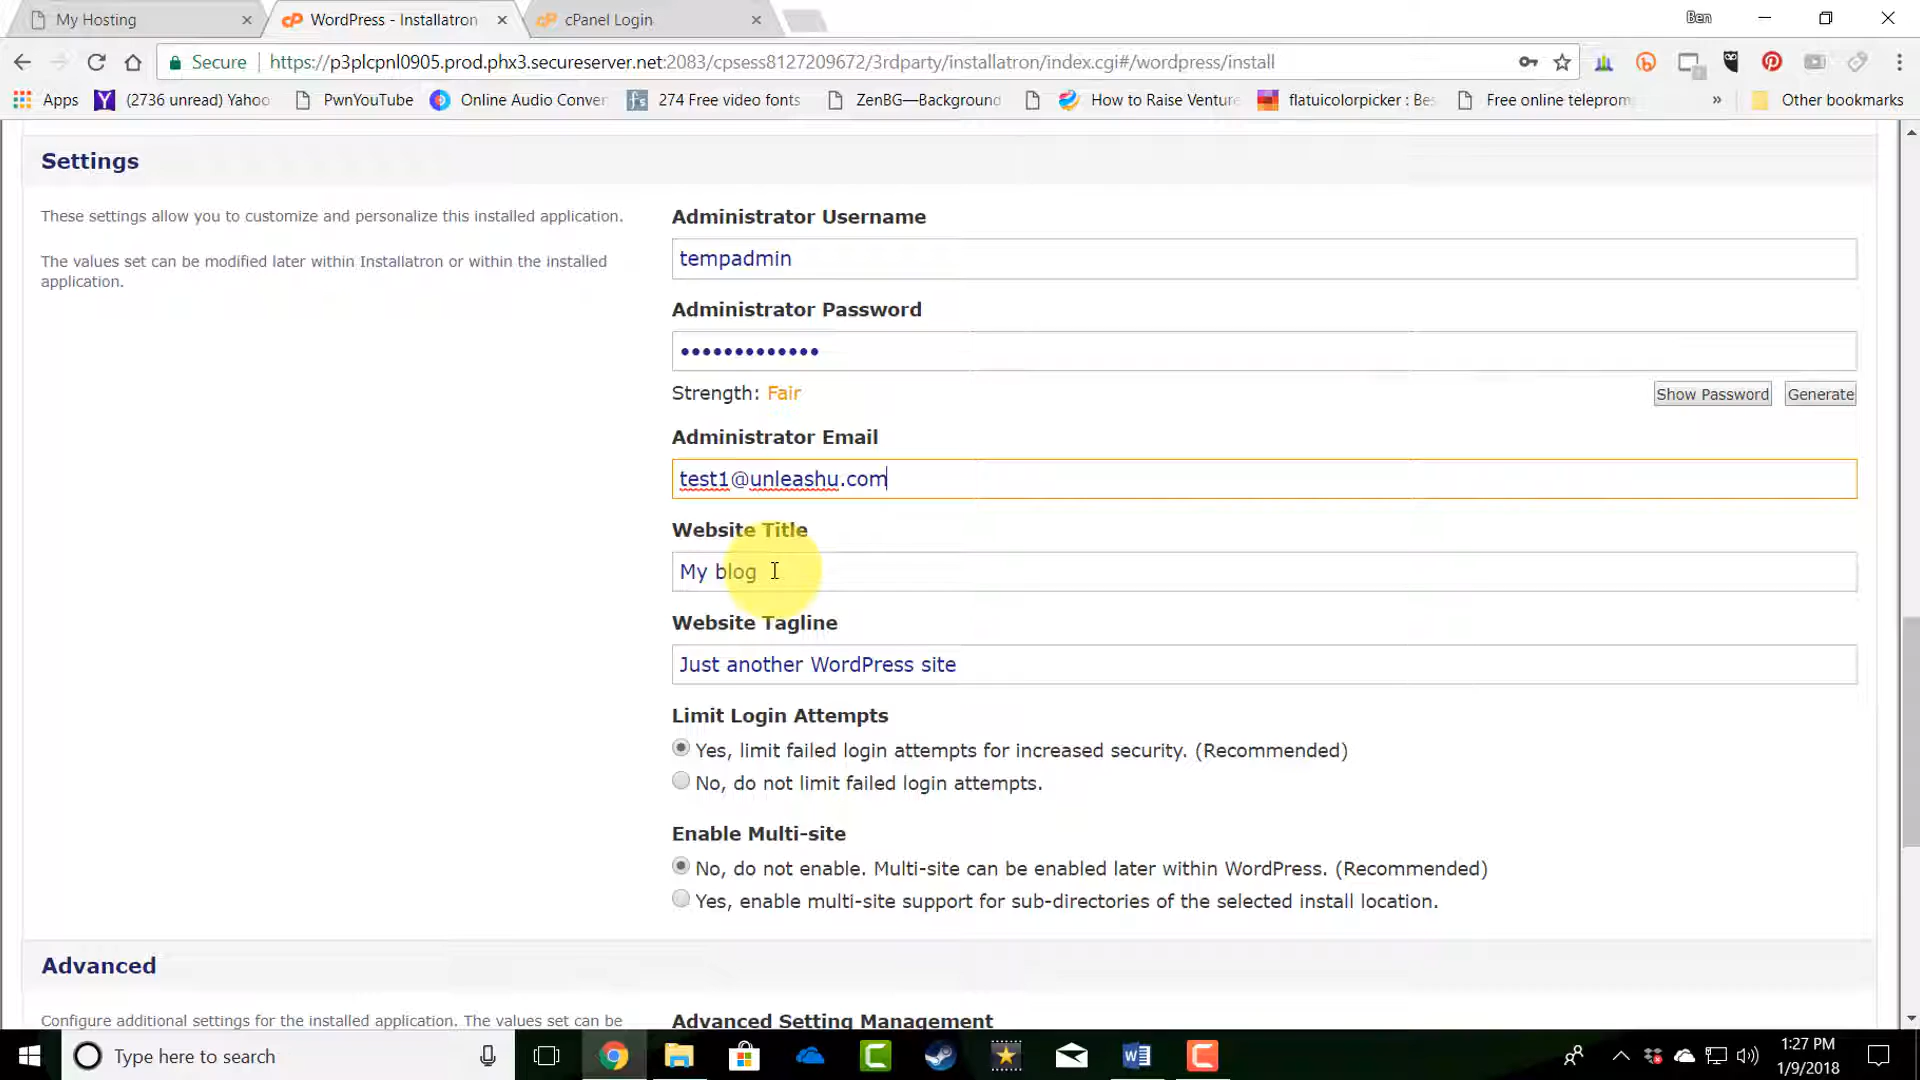 My Hosting
WordPress - Installatron
cPanel Login
Ben
Secure https://p3plcpnl0905.prod.phx3.secureserver.net:2083/cpsess8127209672/3rdparty/installatron/index.cgi#/wordpress/install
Apps (2736 unread) Yahoo PwnYouTube Online Audio Conver 274 Free video fonts ZenBG—Background How to Raise Venture flatuicolorpicker : Bes Free online teleprom » Other bookmarks
Settings
These settings allow you to customize and personalize this installed application.
The values set can be modified later within Installatron or within the installed
application.
Administrator Username
tempadmin
Administrator Password
•••••••••••••
Strength: Fair
Show Password Generate
Administrator Email
test1@unleashu.com
Website Title
My blog
Website Tagline
Just another WordPress site
Limit Login Attempts
Yes, limit failed login attempts for increased security. (Recommended)
No, do not limit failed login attempts.
Enable Multi-site
No, do not enable. Multi-site can be enabled later within WordPress. (Recommended)
Yes, enable multi-site support for sub-directories of the selected install location.
Advanced
Configure additional settings for the installed application. The values set can be
Advanced Setting Management
Type here to search
1:27 PM
1/9/2018